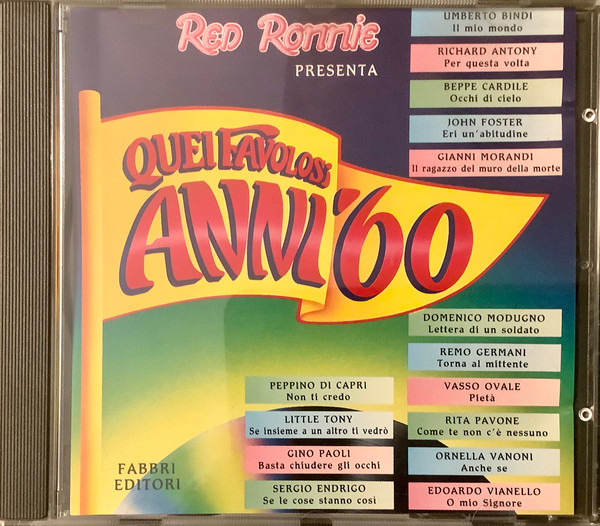 RED RONNIE
PRESENTA
UMBERTO BINDI
Il mio mondo
RICHARD ANTONY
Per questa volta
BEPPE CARDILE
Occhi di cielo
JOHN FOSTER
Eri un'abitudine
GIANNI MORANDI
Il ragazzo del muro della morte
QUEI FAVOLOSI
ANNI '60
DOMENICO MODUGNO
Lettera di un soldato
REMO GERMANI
Torna al mittente
VASSO OVALE
Pietà
RITA PAVONE
Come te non c'è nessuno
ORNELLA VANONI
Anche se
EDOARDO VIANELLO
O mio Signore
PEPPINO DI CAPRI
Non ti credo
LITTLE TONY
Se insieme a un altro ti vedrò
GINO PAOLI
Basta chiudere gli occhi
SERGIO ENDRIGO
Se le cose stanno così
FABBRI
EDITORI